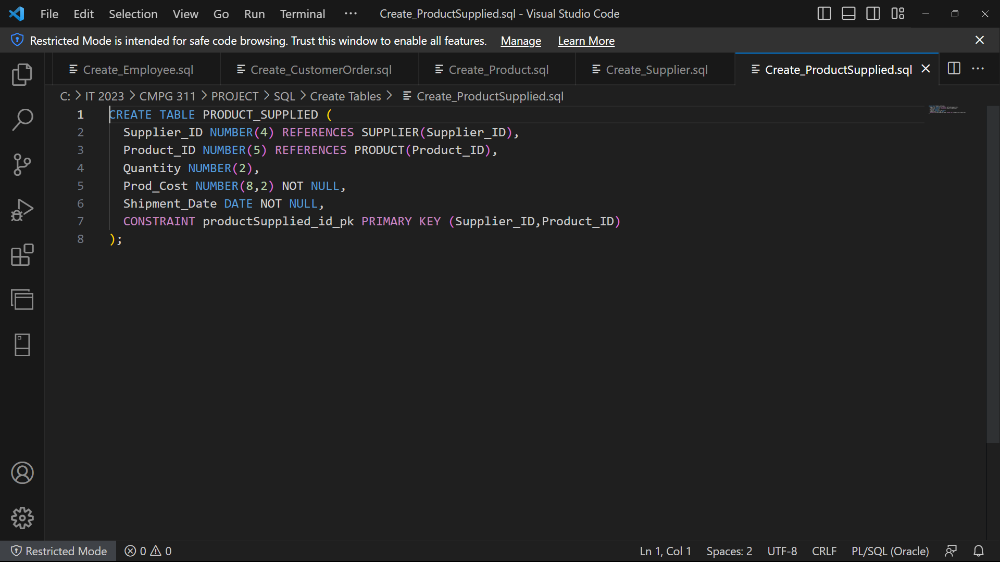 File Edit Selection View Go Run Terminal ··· Create_ProductSupplied.sql - Visual Studio Code
Restricted Mode is intended for safe code browsing. Trust this window to enable all features. Manage Learn More
Create_Employee.sql Create_CustomerOrder.sql Create_Product.sql Create_Supplier.sql Create_ProductSupplied.sql
C: > IT 2023 > CMPG 311 > PROJECT > SQL > Create Tables > Create_ProductSupplied.sql
1 CREATE TABLE PRODUCT_SUPPLIED (
2 Supplier_ID NUMBER(4) REFERENCES SUPPLIER(Supplier_ID),
3 Product_ID NUMBER(5) REFERENCES PRODUCT(Product_ID),
4 Quantity NUMBER(2),
5 Prod_Cost NUMBER(8,2) NOT NULL,
6 Shipment_Date DATE NOT NULL,
7 CONSTRAINT productSupplied_id_pk PRIMARY KEY (Supplier_ID,Product_ID)
8 );
Restricted Mode 0 0 Ln 1, Col 1 Spaces: 2 UTF-8 CRLF PL/SQL (Oracle)